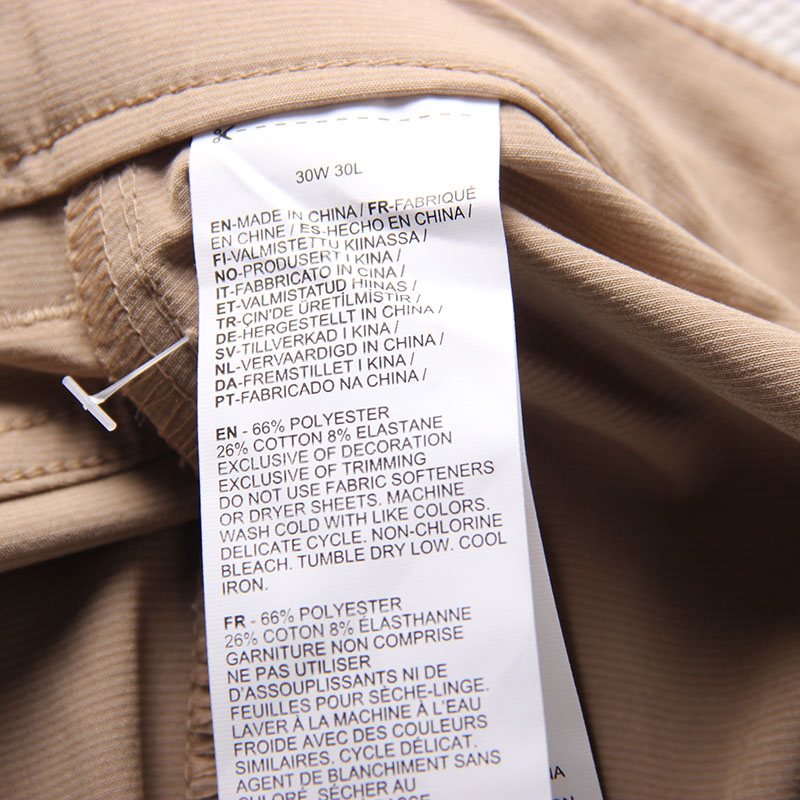 30W 30L
EN-MADE IN CHINA / FR-FABRIQUÉ
EN CHINE / ES-HECHO EN CHINA /
FI-VALMISTETTU KIINASSA /
NO-PRODUSERT I KINA /
IT-FABBRICATO IN CINA /
ET-VALMISTATUD HIINAS /
TR-ÇIN'DE ÜRETİLMİSTİR /
DE-HERGESTELLT IN CHINA /
SV-TILLVERKAD I KINA /
NL-VERVAARDIGD IN CHINA /
DA-FREMSTILLET I KINA /
PT-FABRICADO NA CHINA /
EN - 66% POLYESTER
26% COTTON 8% ELASTANE
EXCLUSIVE OF DECORATION
EXCLUSIVE OF TRIMMING
DO NOT USE FABRIC SOFTENERS
OR DRYER SHEETS. MACHINE
WASH COLD WITH LIKE COLORS.
DELICATE CYCLE. NON-CHLORINE
BLEACH. TUMBLE DRY LOW. COOL
IRON.
FR - 66% POLYESTER
26% COTON 8% ÉLASTHANNE
GARNITURE NON COMPRISE
NE PAS UTILISER
D'ASSOUPLISSANTS NI DE
FEUILLES POUR SÈCHE-LINGE.
LAVER À LA MACHINE À L'EAU
FROIDE AVEC DES COULEURS
SIMILAIRES, CYCLE DÉLICAT.
AGENT DE BLANCHIMENT SANS
CHLORE. SÉCHER AU